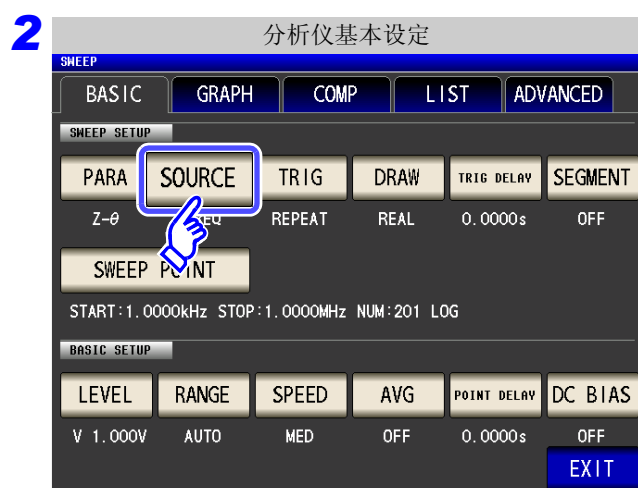 2
分析仪基本设定
SWEEP
BASIC GRAPH COMP LIST ADVANCED
SWEEP SETUP
PARA SOURCE TRIG DRAW TRIG DELAY SEGMENT
Z-θ REPEAT REAL 0.0000s OFF
SWEEP POINT
START:1.0000kHz STOP:1.0000MHz NUM:201 LOG
BASIC SETUP
LEVEL RANGE SPEED AVG POINT DELAY DC BIAS
V 1.000V AUTO MED OFF 0.0000s OFF
EXIT